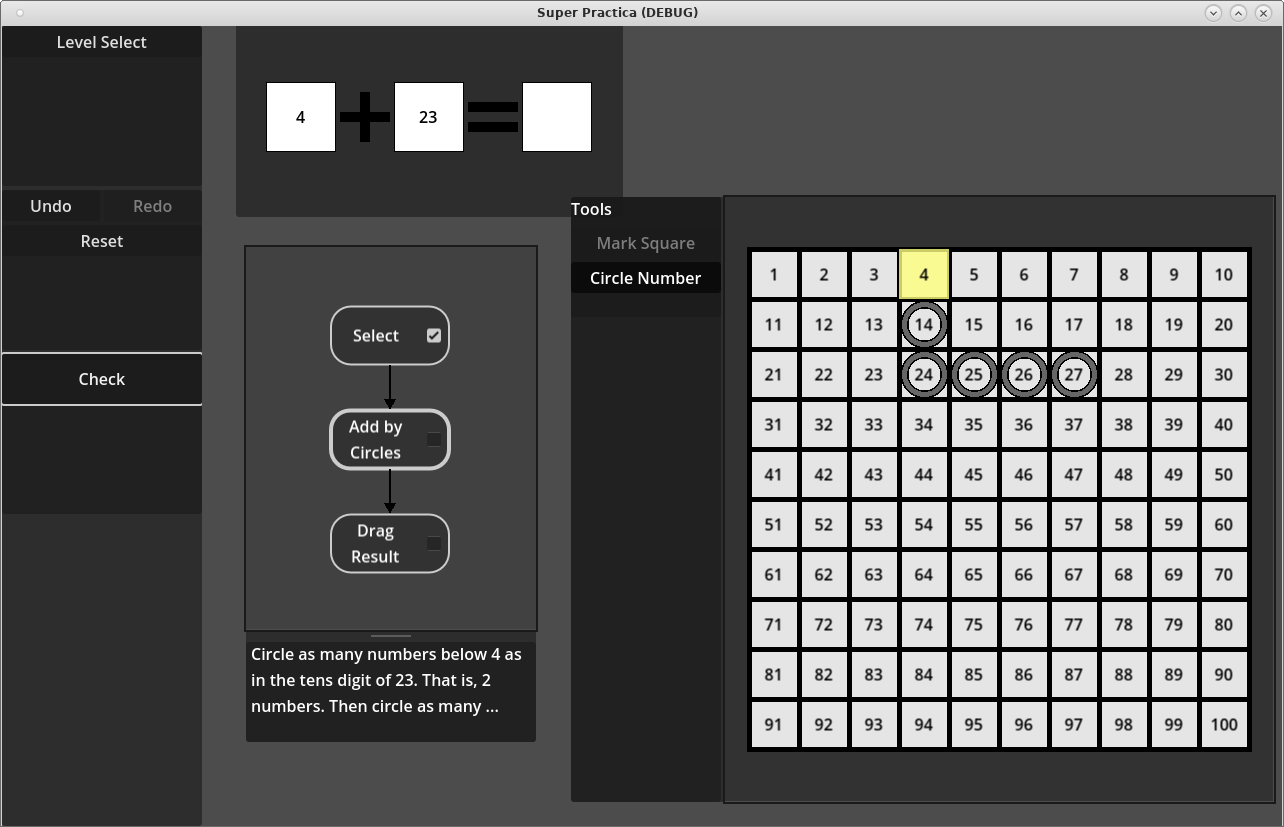 Super Practica (DEBUG)
Level Select
Undo Redo
Reset
Check
4 + 23 =
Select
Add by
Circles
Drag
Result
Circle as many numbers below 4 as
in the tens digit of 23. That is, 2
numbers. Then circle as many ...
Tools
Mark Square
Circle Number
1 2 3 4 5 6 7 8 9 10
11 12 13 14 15 16 17 18 19 20
21 22 23 24 25 26 27 28 29 30
31 32 33 34 35 36 37 38 39 40
41 42 43 44 45 46 47 48 49 50
51 52 53 54 55 56 57 58 59 60
61 62 63 64 65 66 67 68 69 70
71 72 73 74 75 76 77 78 79 80
81 82 83 84 85 86 87 88 89 90
91 92 93 94 95 96 97 98 99 100